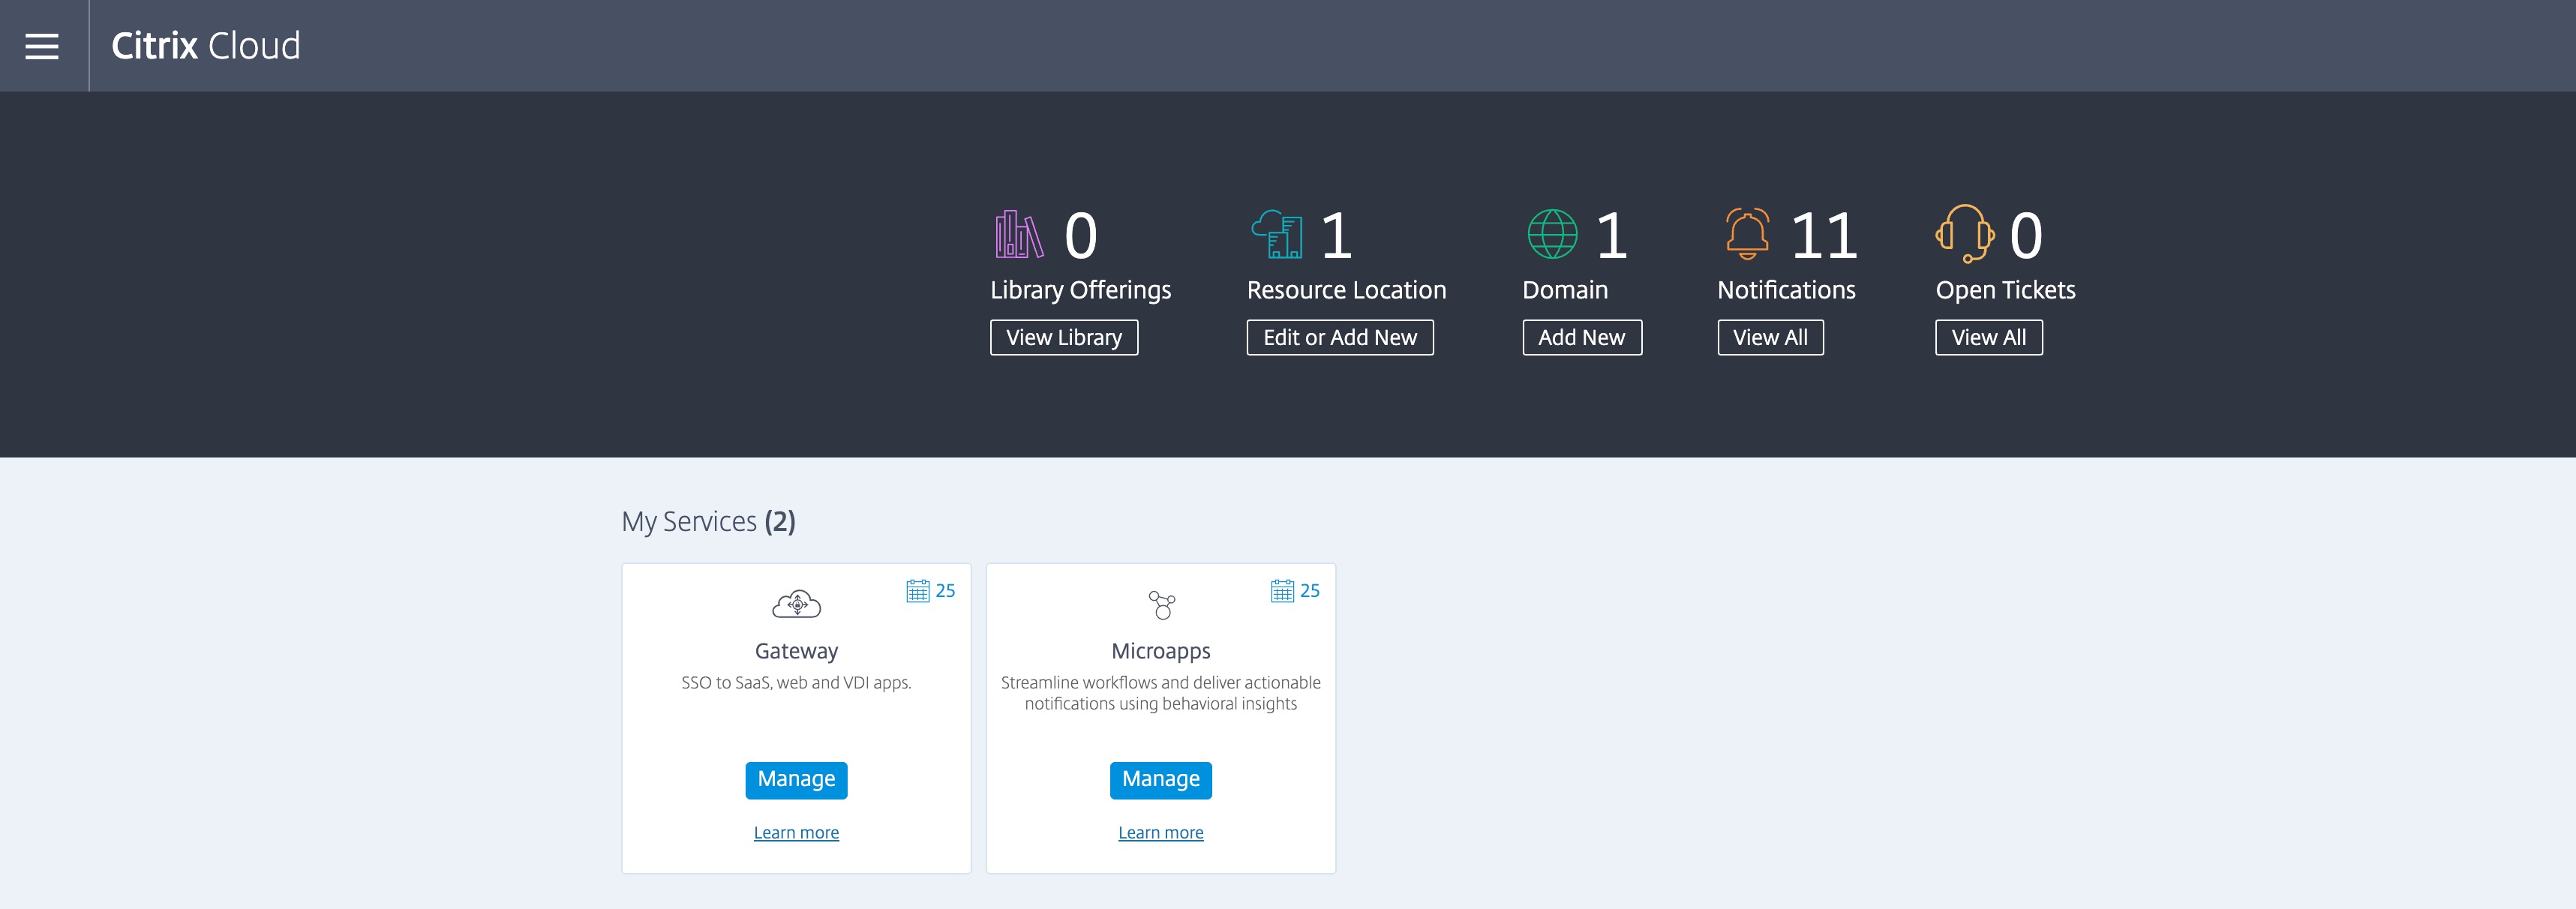 Citrix Cloud
0
1
1
11
0
Library Offerings
Resource Location
Domain
Notifications
Open Tickets
View Library
Edit or Add New
Add New
View All
View All
My Services (2)
25
Gateway
SSO to SaaS, web and VDI apps.
Manage
Learn more
25
Microapps
Streamline workflows and deliver actionable
notifications using behavioral insights
Manage
Learn more